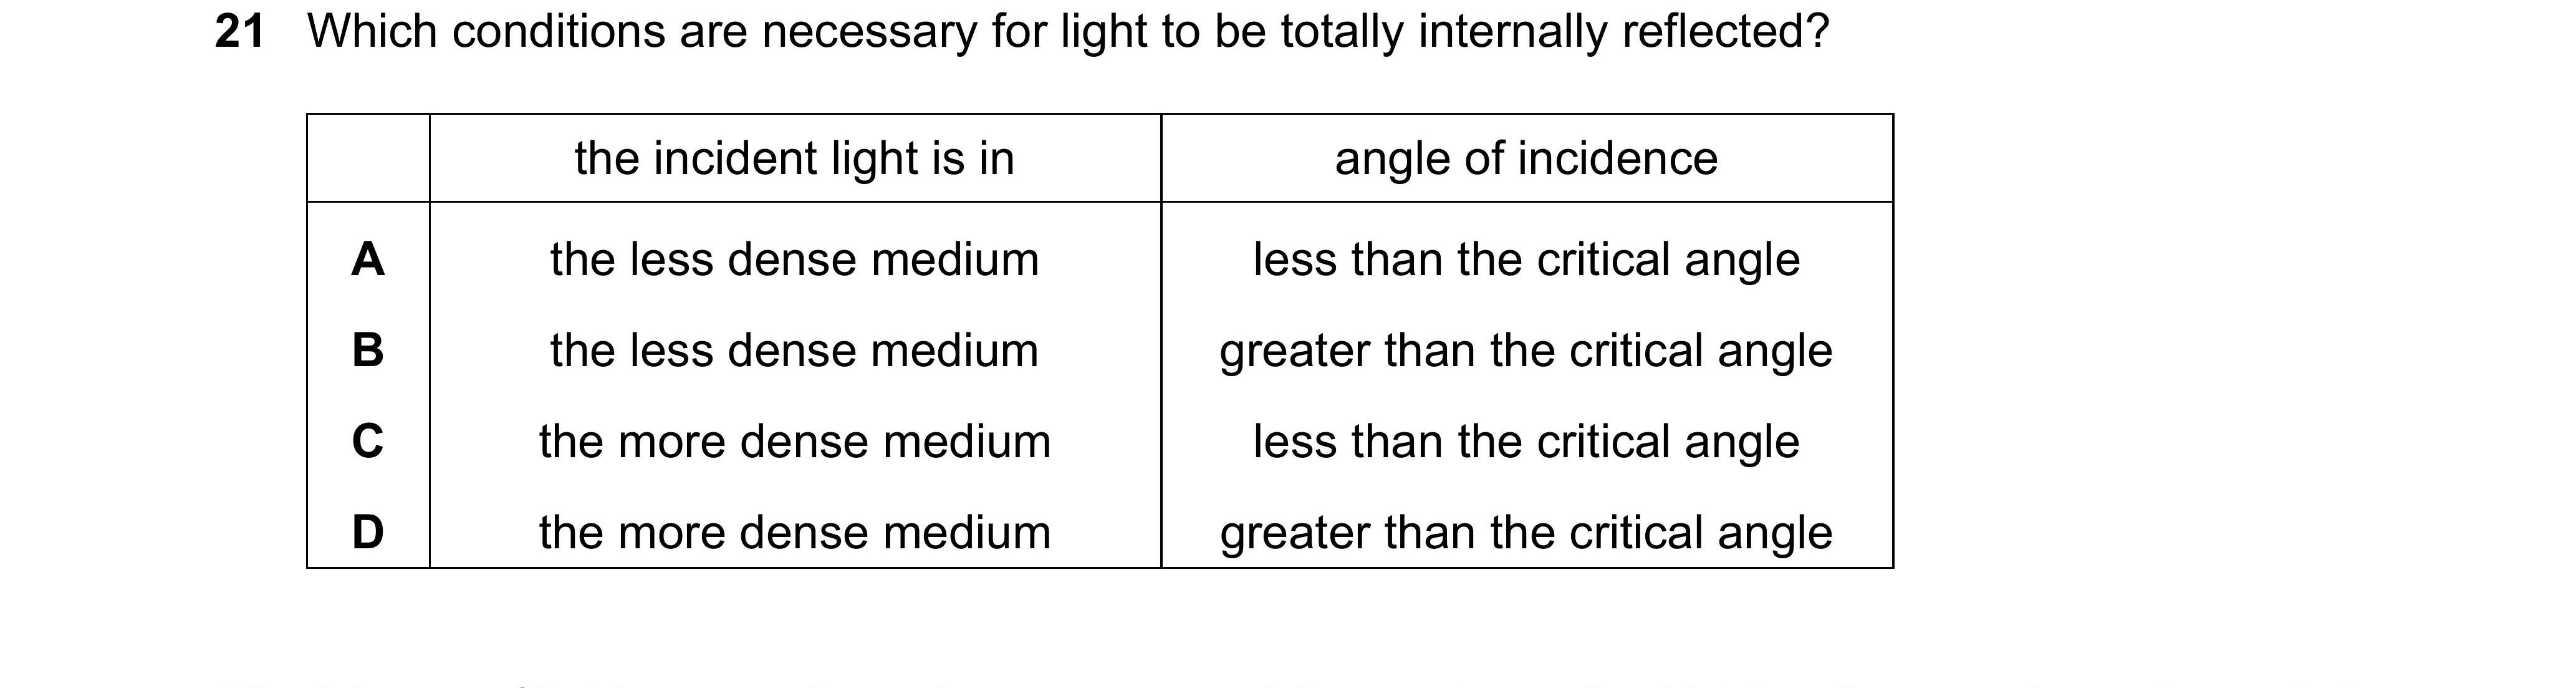 21 Which conditions are necessary for light to be totally internally reflected?
the incident light is in angle of incidence
A the less dense medium less than the critical angle
B the less dense medium greater than the critical angle
C the more dense medium less than the critical angle
D the more dense medium greater than the critical angle